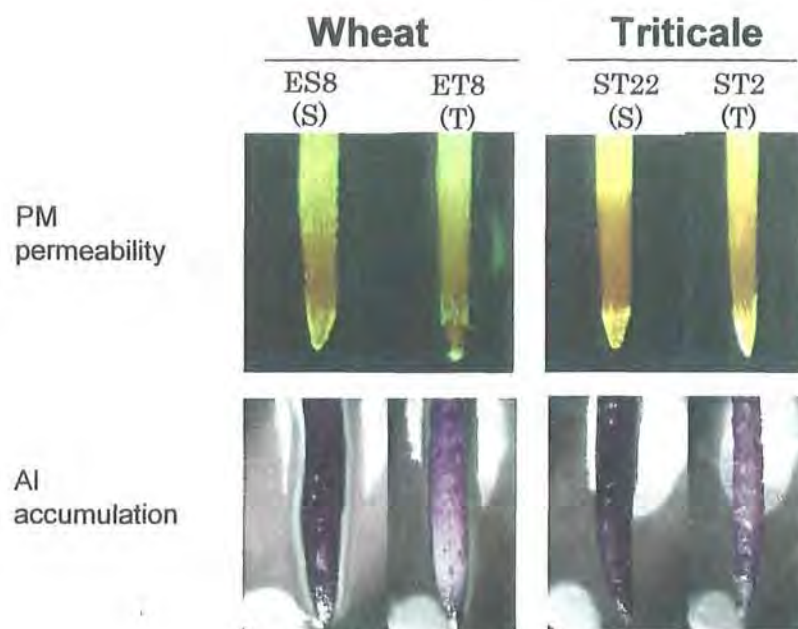 Wheat
Triticale
ES8
(S)
ET8
(T)
ST22
(S)
ST2
(T)
PM
permeability
Al
accumulation